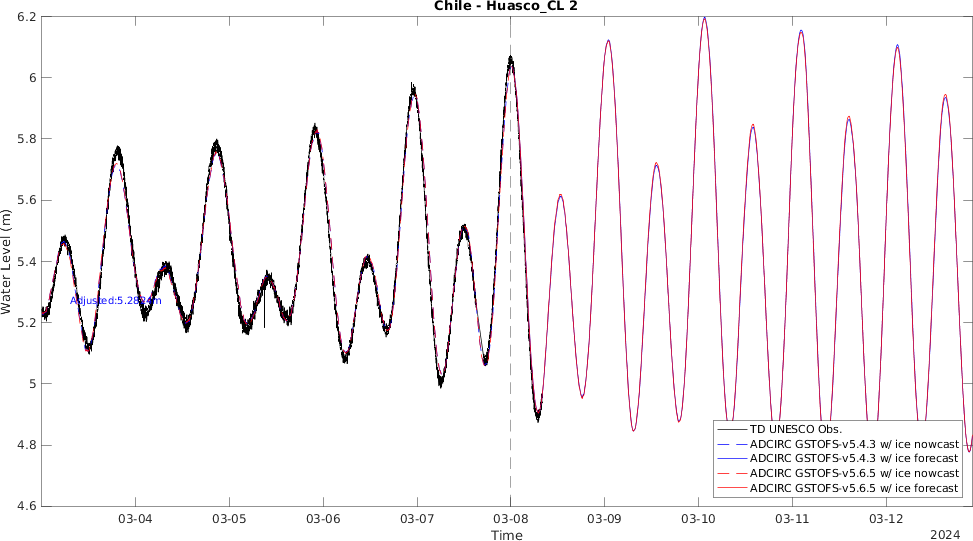 Chile - Huasco_CL 2
6.2
6
5.8
5.6
5.4
5.2
5
4.8
4.6
Water Level (m)
TD UNESCO Obs.
ADCIRC GSTOFS-v5.4.3 w/ ice nowcast
ADCIRC GSTOFS-v5.4.3 w/ ice forecast
ADCIRC GSTOFS-v5.6.5 w/ ice nowcast
ADCIRC GSTOFS-v5.6.5 w/ ice forecast
03-04 03-05 03-06 03-07 03-08 03-09 03-10 03-11 03-12
Time
2024